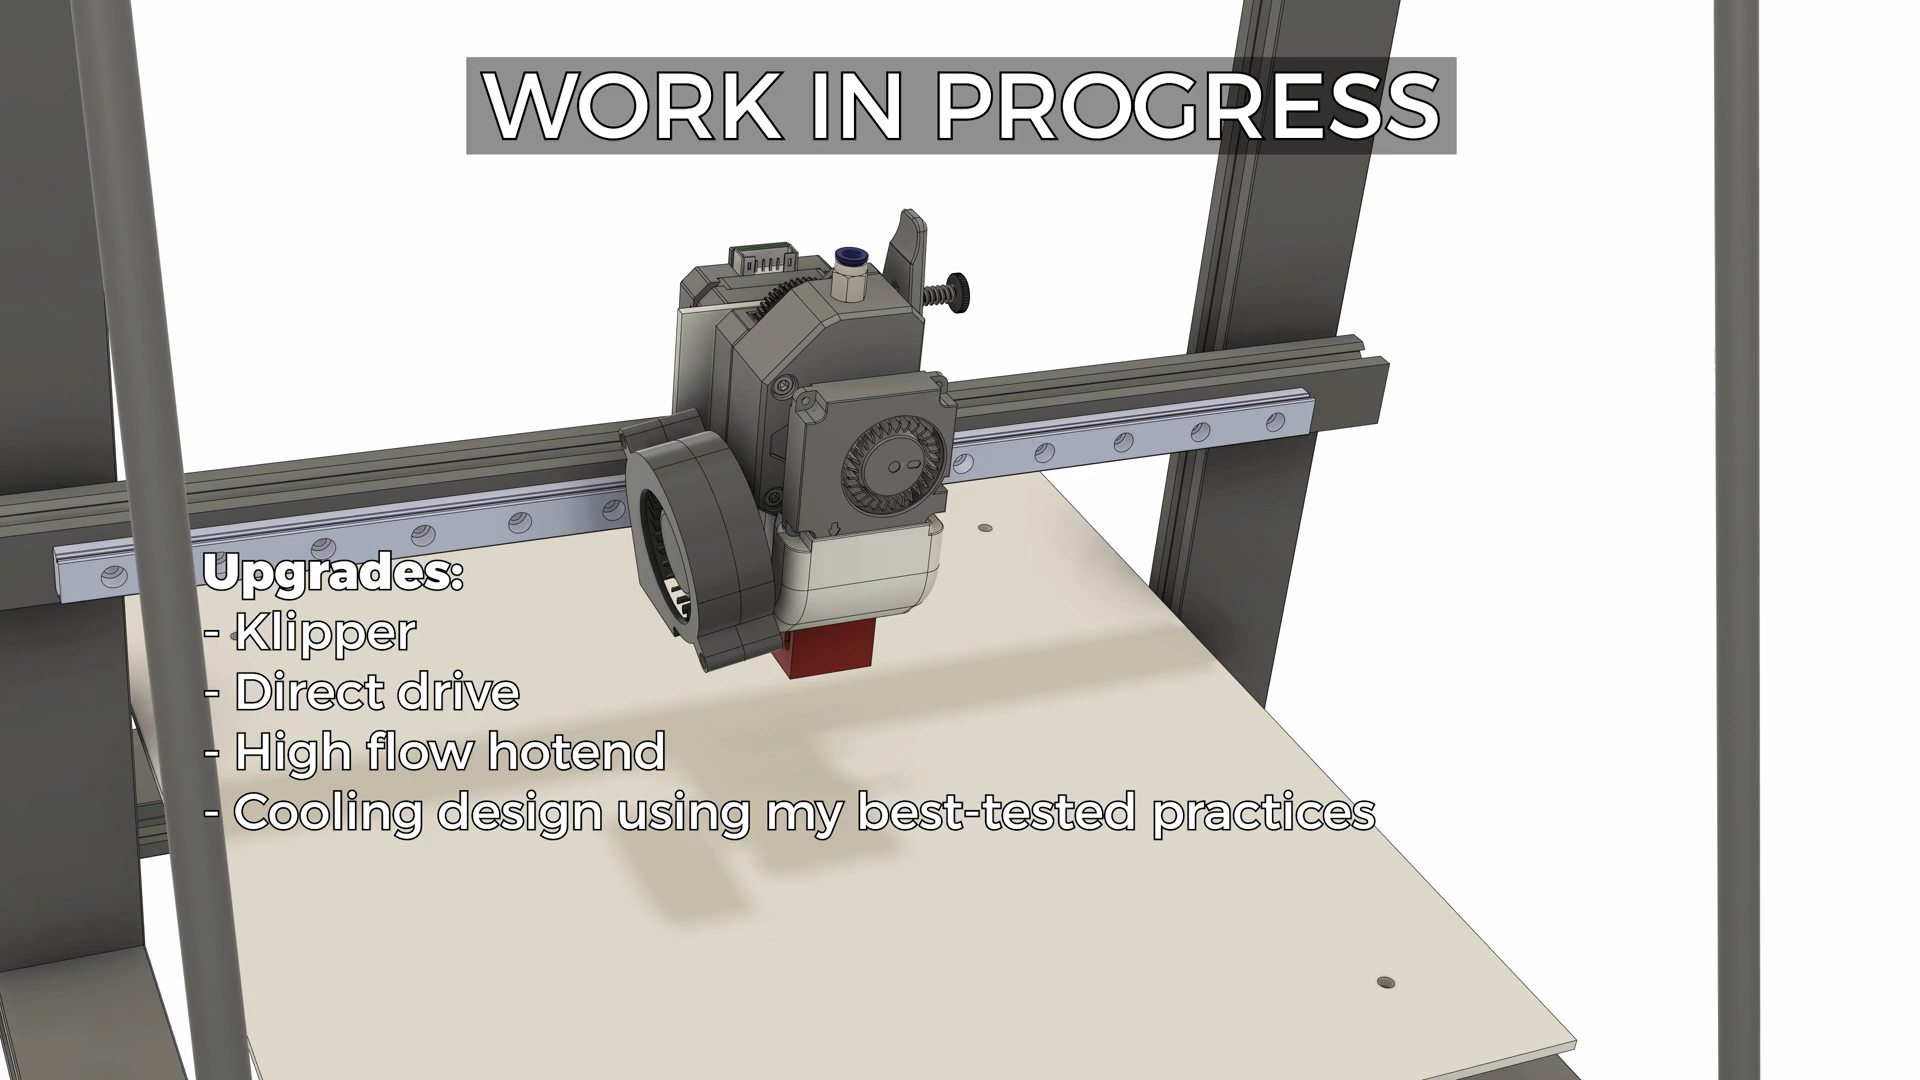 WORK IN PROGRESS
Upgrades:
- Klipper
- Direct drive
- High flow hotend
- Cooling design using my best-tested practices